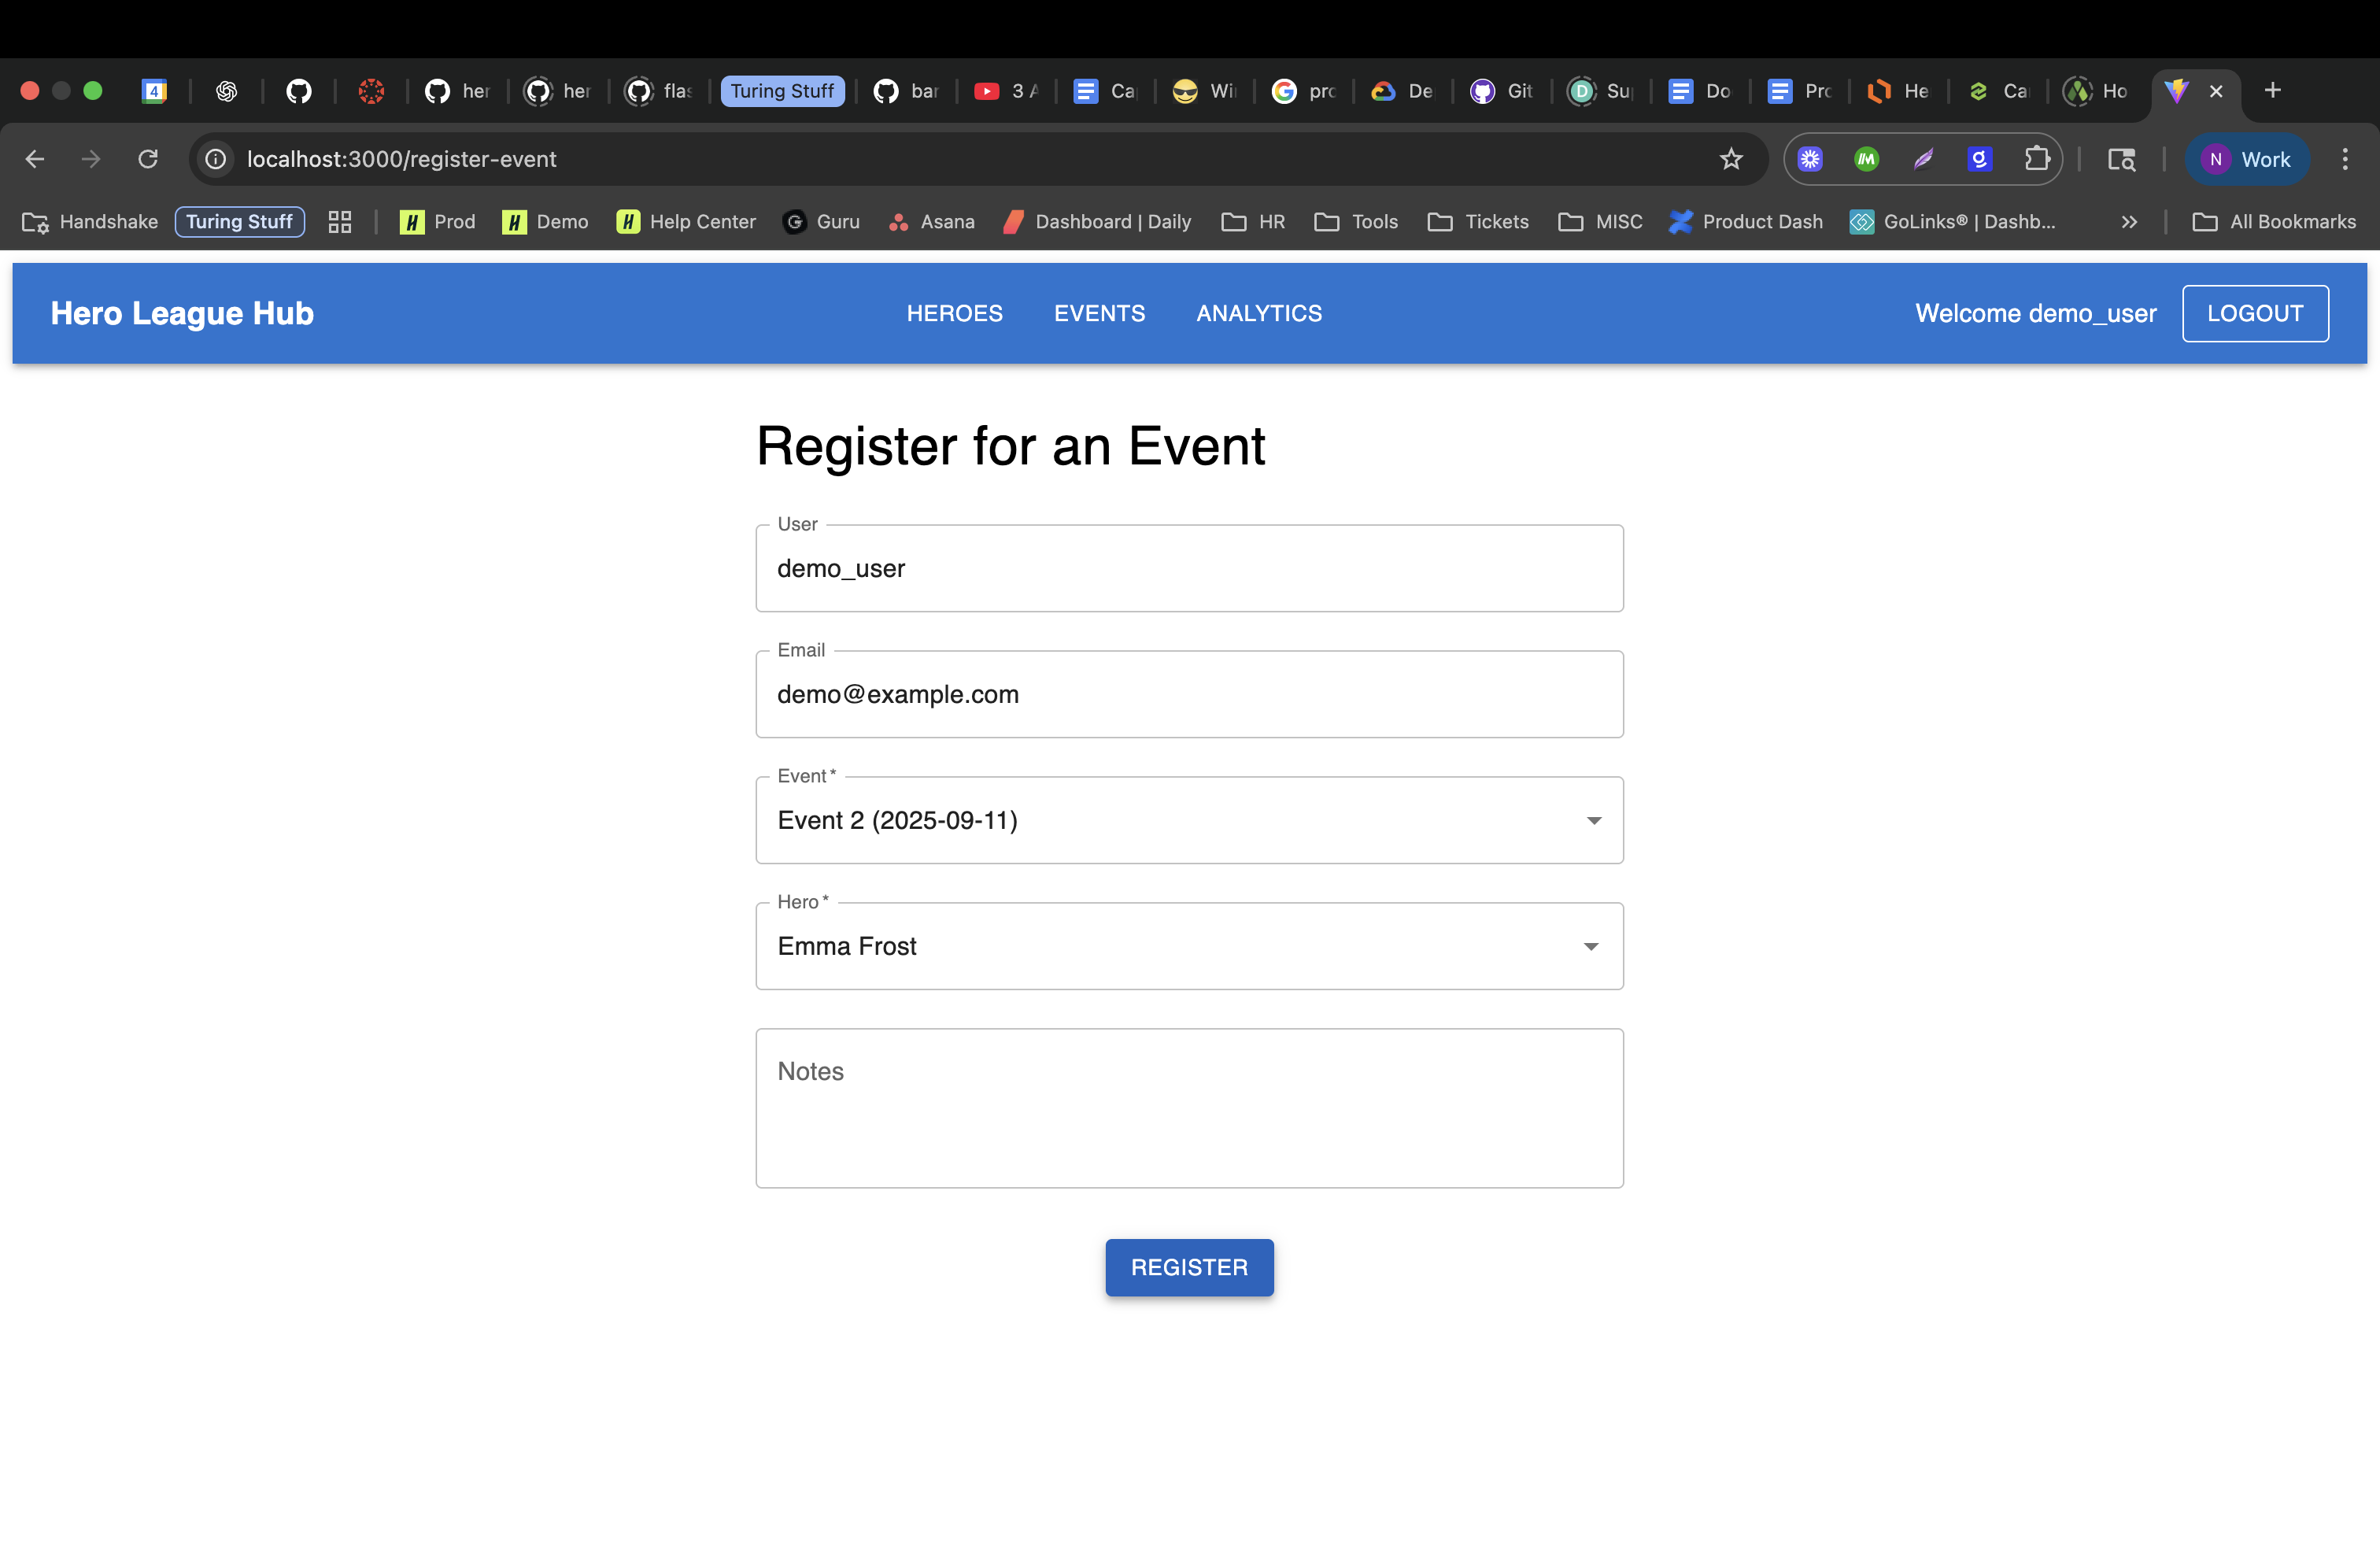 4 her her flas Turing Stuff bar 3 A Ca Wi pro De Git D Su Do Pro He Ca Ho
localhost:3000/register-event
N Work
Handshake Turing Stuff Prod Demo Help Center Guru Asana Dashboard | Daily HR Tools Tickets MISC Product Dash GoLinks® | Dashb... All Bookmarks
Hero League Hub HEROES EVENTS ANALYTICS Welcome demo_user LOGOUT
Register for an Event
User
demo_user
Email
demo@example.com
Event *
Event 2 (2025-09-11)
Hero *
Emma Frost
Notes
REGISTER